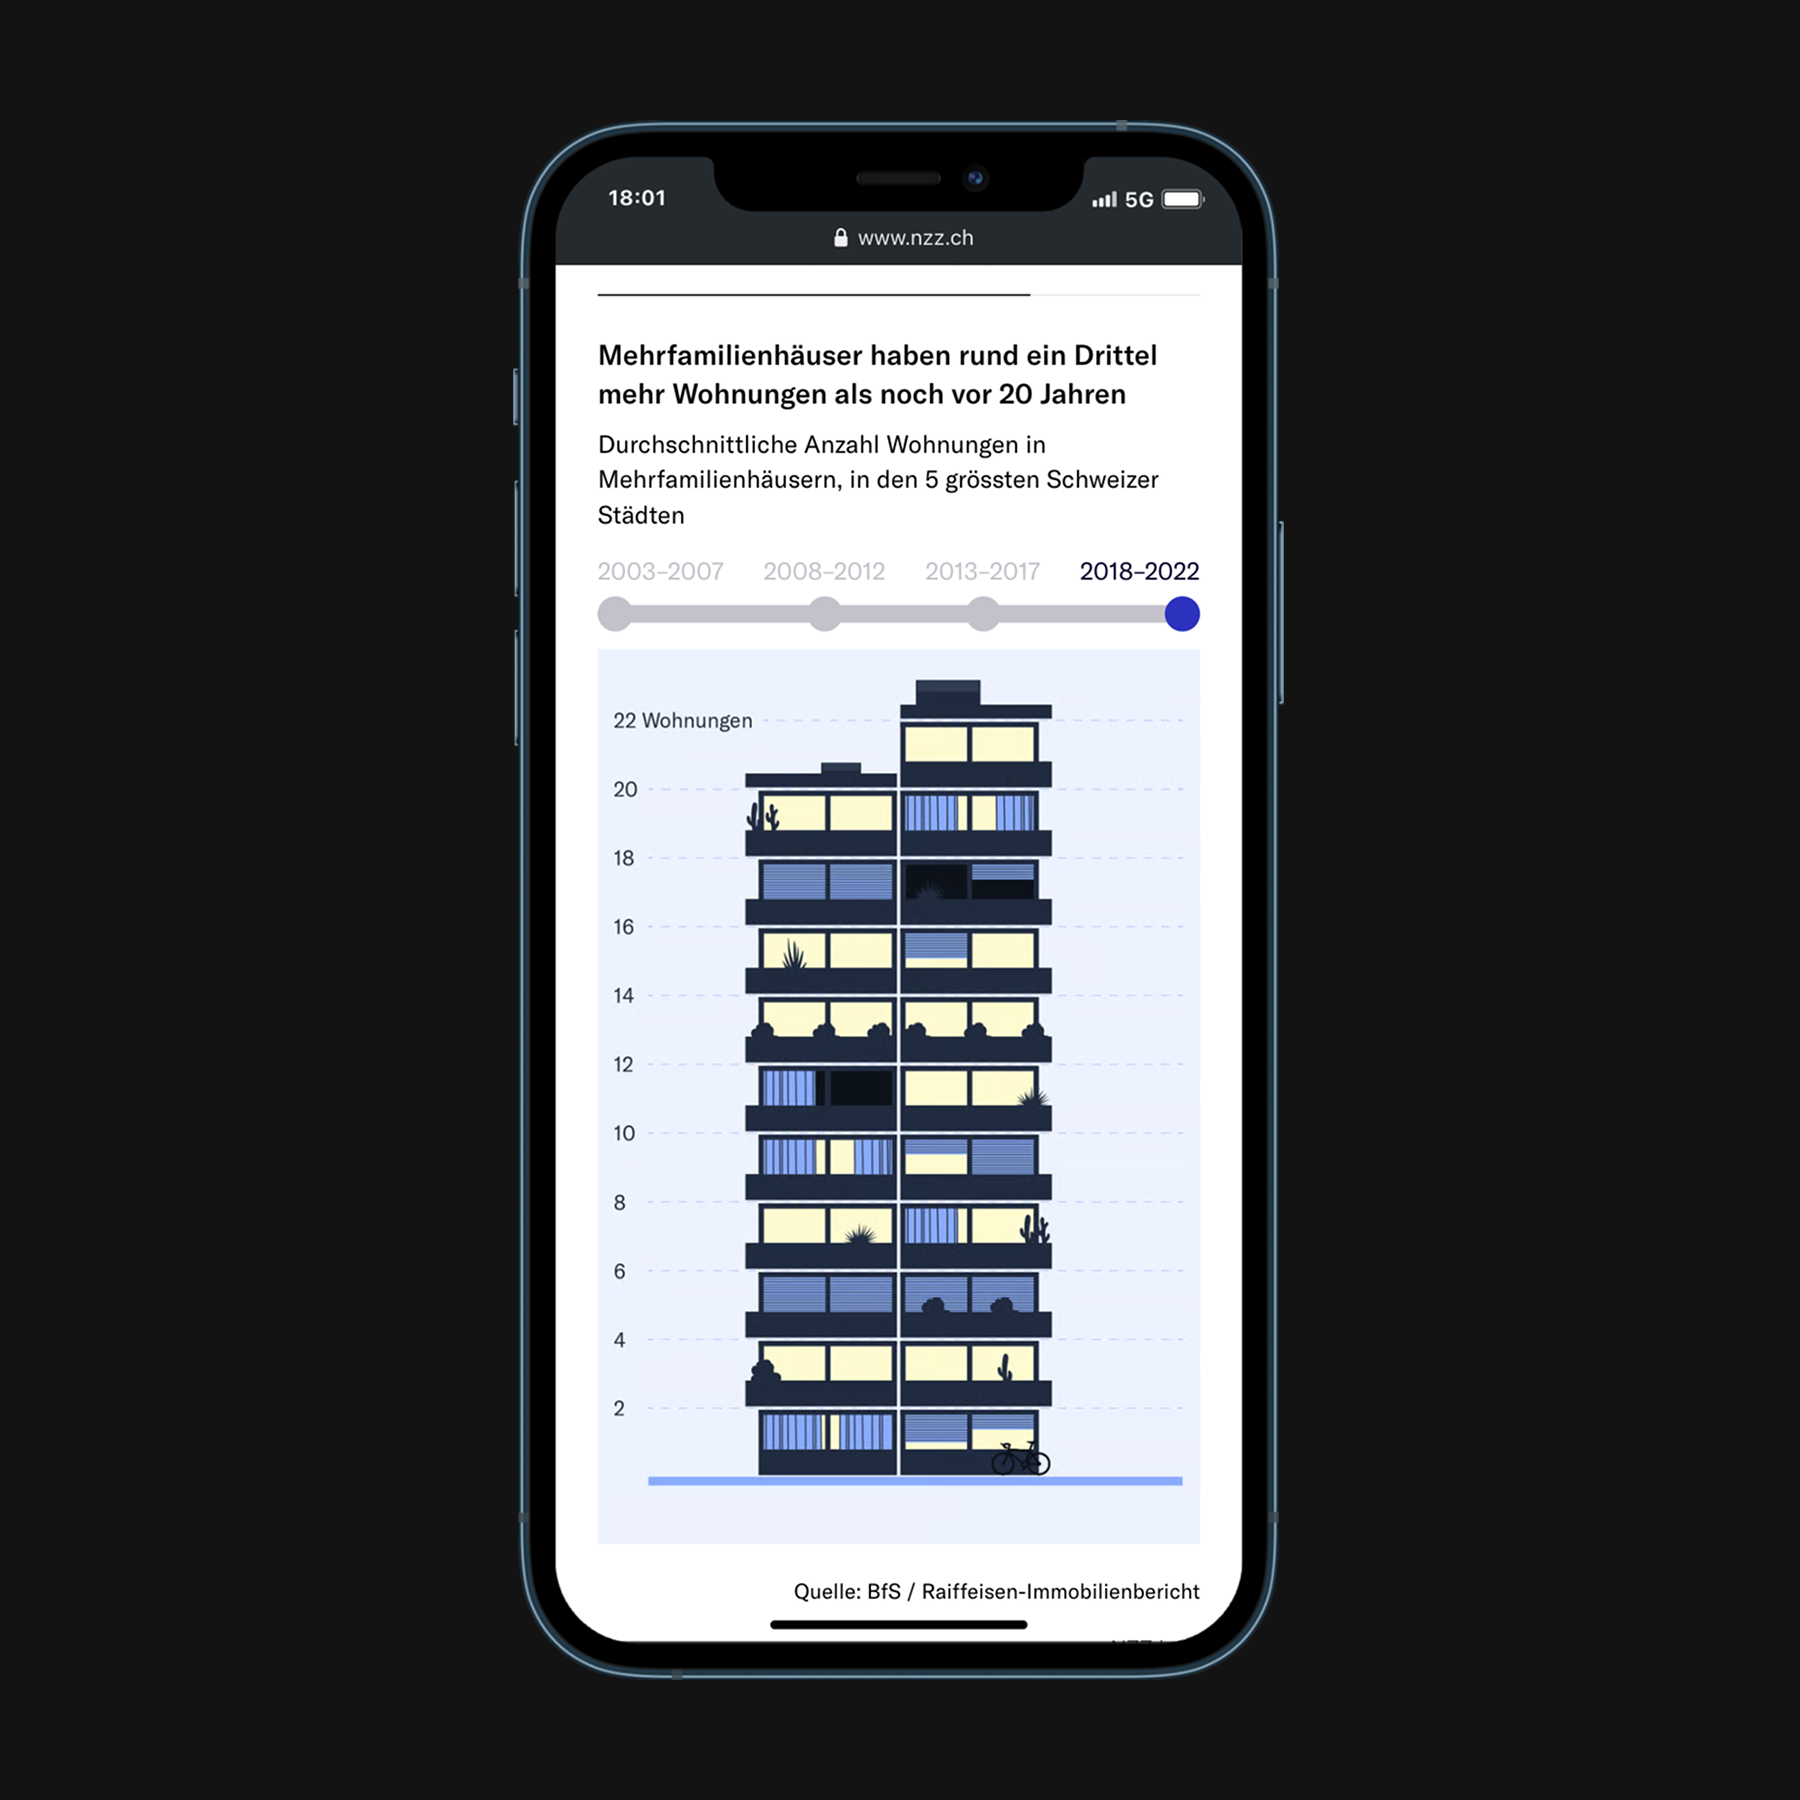 18:01
5G
www.nzz.ch
Mehrfamilienhäuser haben rund ein Drittel
mehr Wohnungen als noch vor 20 Jahren
Durchschnittliche Anzahl Wohnungen in
Mehrfamilienhäusern, in den 5 grössten Schweizer
Städten
2003–2007 2008–2012 2013–2017 2018–2022
22 Wohnungen
20
18
16
14
12
10
8
6
4
2
Quelle: BfS / Raiffeisen-Immobilienbericht